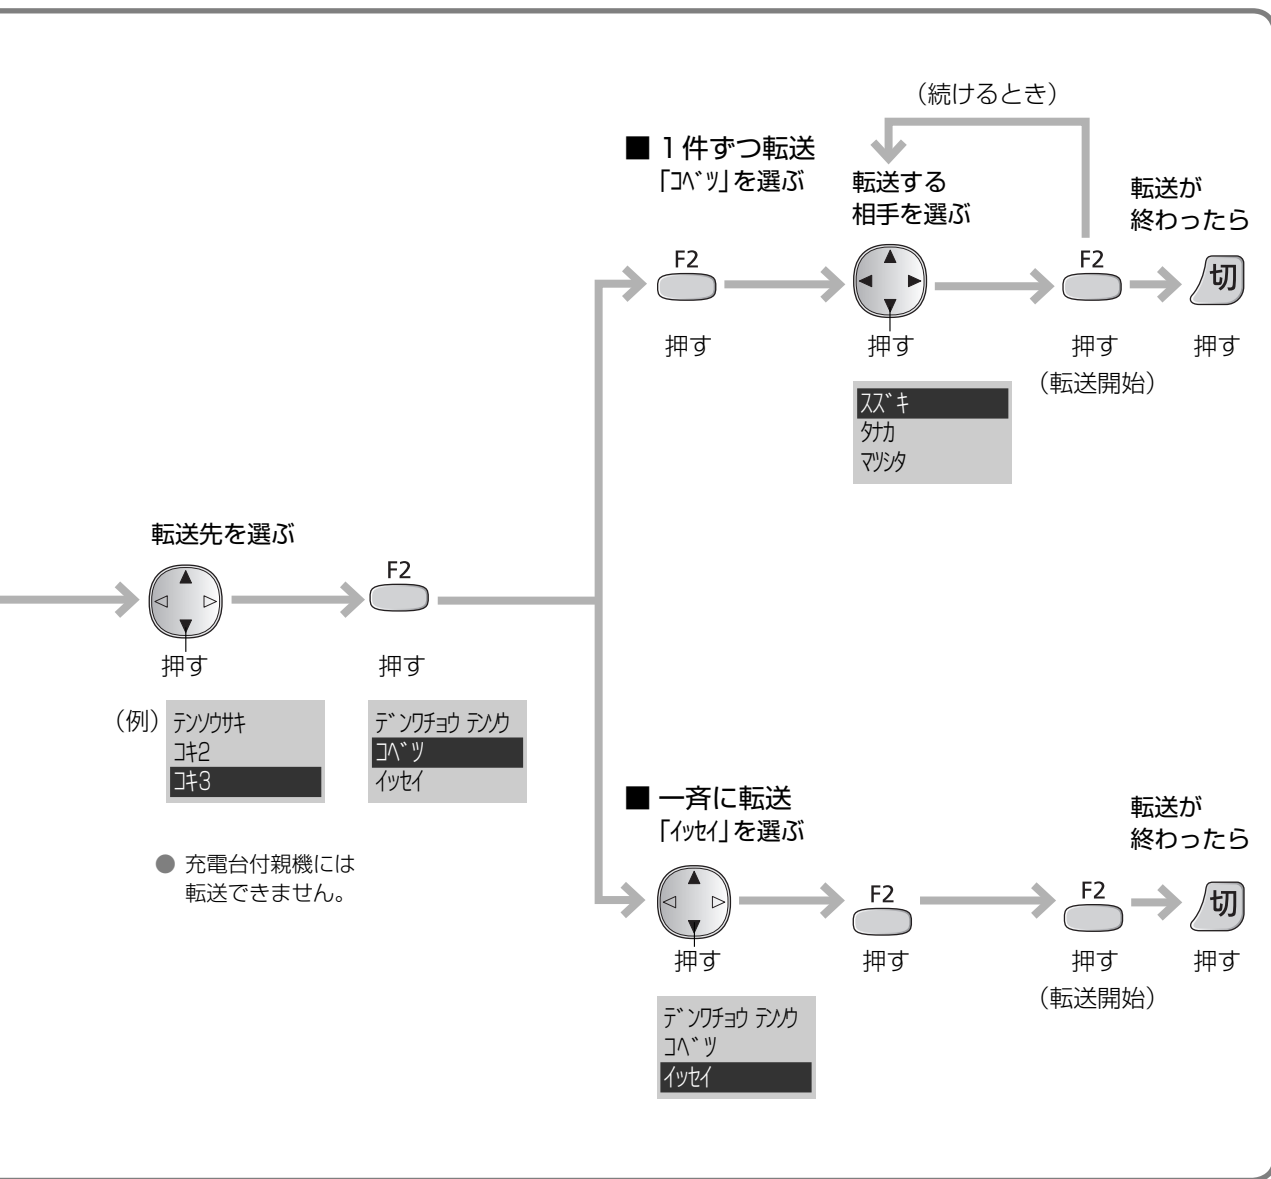 転送先を選ぶ
押す
(例)
テンソウサキ
コキ2
コキ3
● 充電台付親機には
転送できません。
F2
押す
デンワチョウ テンソウ
コベツ
イッセイ
■ 1件ずつ転送
「コベツ」を選ぶ
F2
押す
(続けるとき)
転送する
相手を選ぶ
押す
スズキ
タナカ
マツシタ
F2
押す
(転送開始)
転送が
終わったら
切
押す
■ 一斉に転送
「イッセイ」を選ぶ
押す
デンワチョウ テンソウ
コベツ
イッセイ
F2
押す
F2
押す
(転送開始)
転送が
終わったら
切
押す